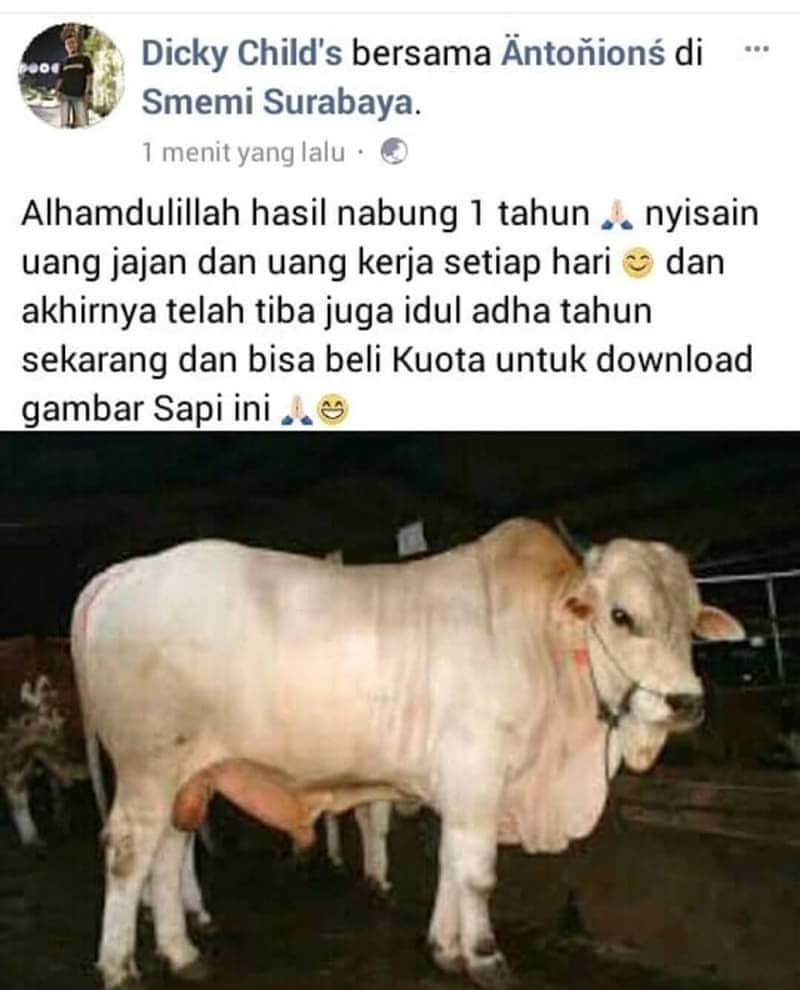 Dicky Child's bersama Äntoñionś di
Smemi Surabaya.
1 menit yang lalu ·
Alhamdulillah hasil nabung 1 tahun 🙏🏻 nyisain
uang jajan dan uang kerja setiap hari 😊 dan
akhirnya telah tiba juga idul adha tahun
sekarang dan bisa beli Kuota untuk download
gambar Sapi ini 🙏🏻😁